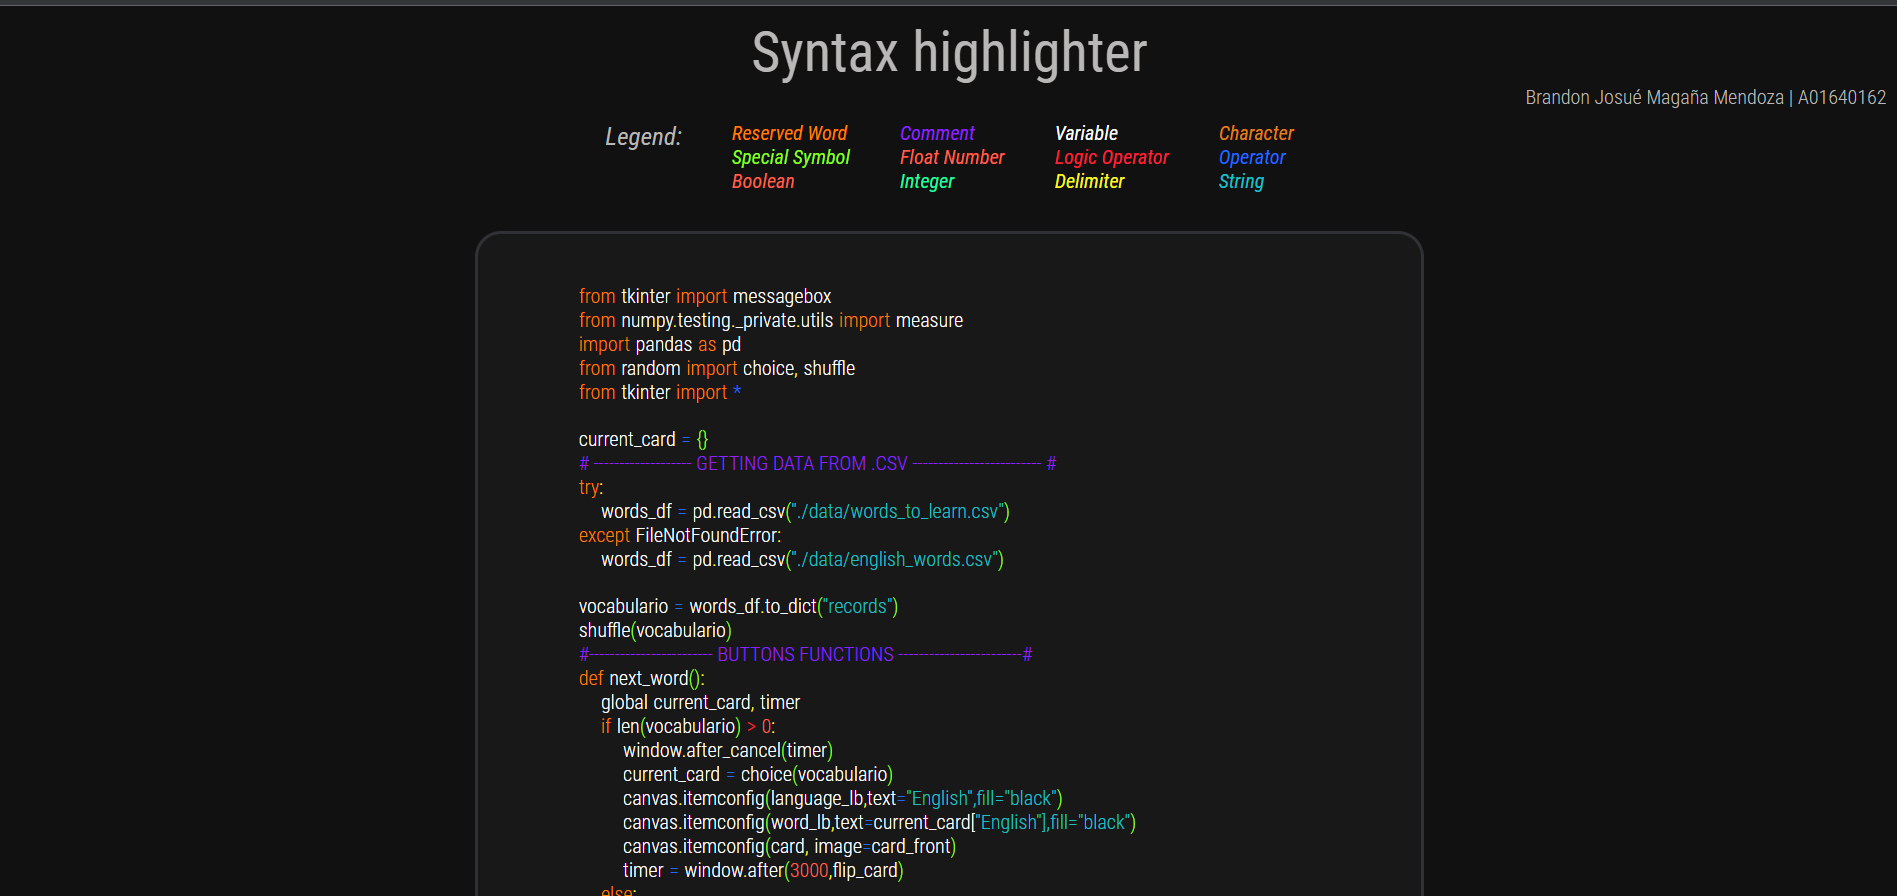 Syntax highlighter
Brandon Josué Magaña Mendoza | A01640162
Legend:
Reserved Word Comment Variable Character
Special Symbol Float Number Logic Operator Operator
Boolean Integer Delimiter String
from tkinter import messagebox
from numpy.testing._private.utils import measure
import pandas as pd
from random import choice, shuffle
from tkinter import *
current_card = {}
# ------------------- GETTING DATA FROM .CSV ------------------------- #
try:
words_df = pd.read_csv("./data/words_to_learn.csv")
except FileNotFoundError:
words_df = pd.read_csv("./data/english_words.csv")
vocabulario = words_df.to_dict("records")
shuffle(vocabulario)
#------------------------ BUTTONS FUNCTIONS ------------------------#
def next_word():
global current_card, timer
if len(vocabulario) > 0:
window.after_cancel(timer)
current_card = choice(vocabulario)
canvas.itemconfig(language_lb,text="English",fill="black")
canvas.itemconfig(word_lb,text=current_card["English"],fill="black")
canvas.itemconfig(card, image=card_front)
timer = window.after(3000,flip_card)
else: